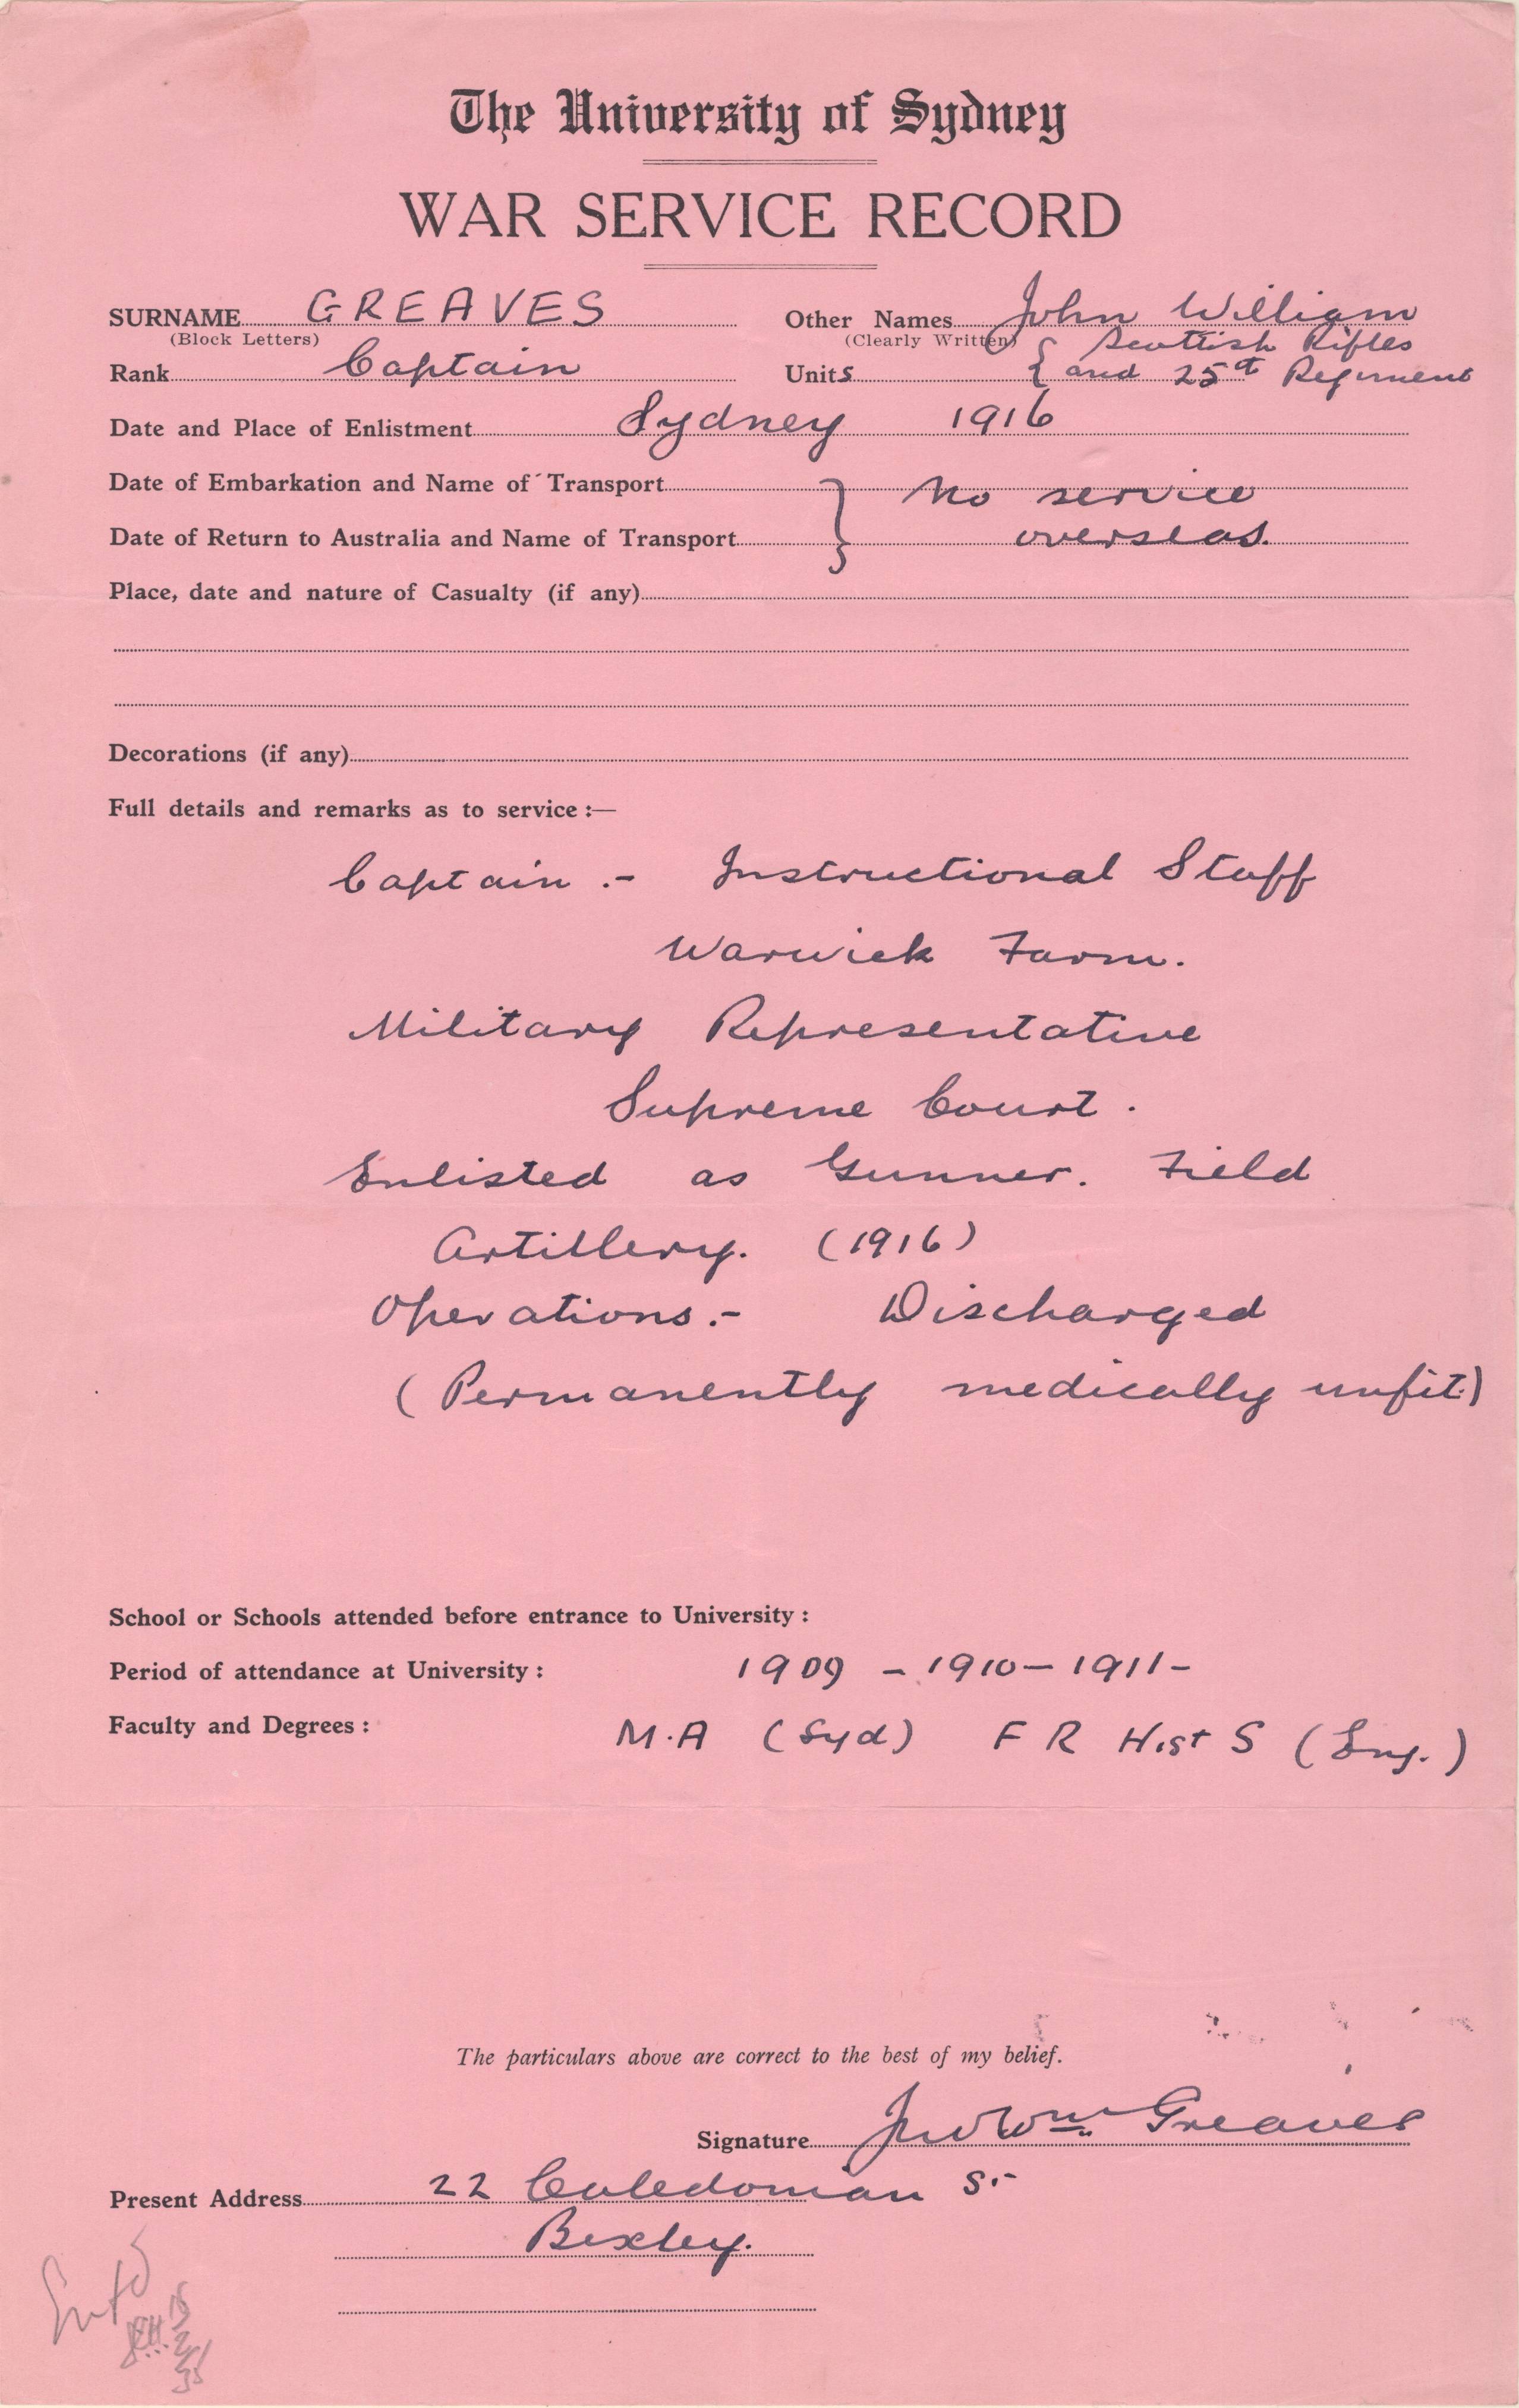 The University of Sydney
WAR SERVICE RECORD
SURNAME GREAVES Other Names John William
(Block Letters) (Clearly Written) { Scottish Rifles
Rank Captain Units { and 25th Regiment
Date and Place of Enlistment Sydney 1916
Date of Embarkation and Name of Transport } No service
Date of Return to Australia and Name of Transport } overseas.
Place, date and nature of Casualty (if any)
Decorations (if any)
Full details and remarks as to service :—
Captain :- Instructional Staff
Warwick Farm.
Military Representative
Supreme Court.
Enlisted as Gunner. Field
Artillery. (1916)
Operations :- Discharged
(Permanently medically unfit.)
School or Schools attended before entrance to University :
Period of attendance at University : 1909 - 1910 - 1911 -
Faculty and Degrees : M.A (Syd) F R Hist S (Eng.)
The particulars above are correct to the best of my belief.
Signature Jno Wm Greaves
Present Address 22 Caledonian St
Bexley.